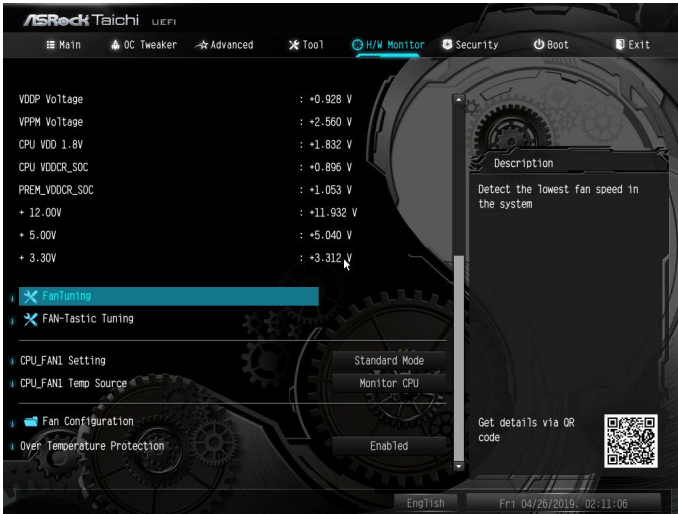 ASRock Taichi UEFI
Main OC Tweaker Advanced Tool H/W Monitor Security Boot Exit
VDDP Voltage : +0.928 V
VPPM Voltage : +2.560 V
CPU VDD 1.8V : +1.832 V
CPU VDDCR_SOC : +0.896 V
PREM_VDDCR_SOC : +1.053 V
+ 12.00V : +11.932 V
+ 5.00V : +5.040 V
+ 3.30V : +3.312 V
FanTuning
FAN-Tastic Tuning
CPU_FAN1 Setting Standard Mode
CPU_FAN1 Temp Source Monitor CPU
Fan Configuration
Over Temperature Protection Enabled
Description
Detect the lowest fan speed in
the system
Get details via QR
code
English Fri 04/26/2019. 02:11:06